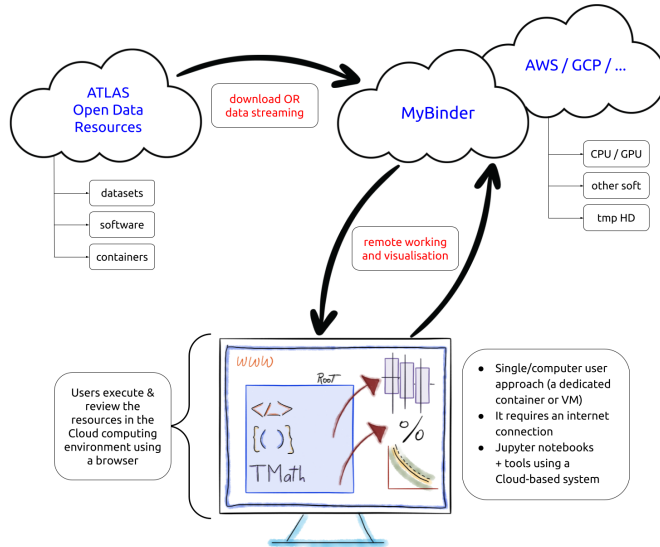 AWS / GCP / ...
ATLAS
Open Data
Resources
download OR
data streaming
MyBinder
CPU / GPU
other soft
tmp HD
datasets
software
containers
remote working
and visualisation
Users execute &
review the
resources in the
Cloud computing
environment using
a browser
WWW
ROOT
</>
[{()}]
TMath
%
● Single/computer user
approach (a dedicated
container or VM)
● It requires an internet
connection
● Jupyter notebooks
+ tools using a
Cloud-based system